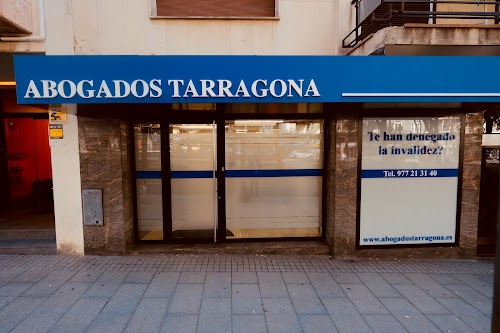 ABOGADOS TARRAGONA
Te han denegado
la invalidez?
Tel. 977 21 31 40
www.abogadostarragona.es